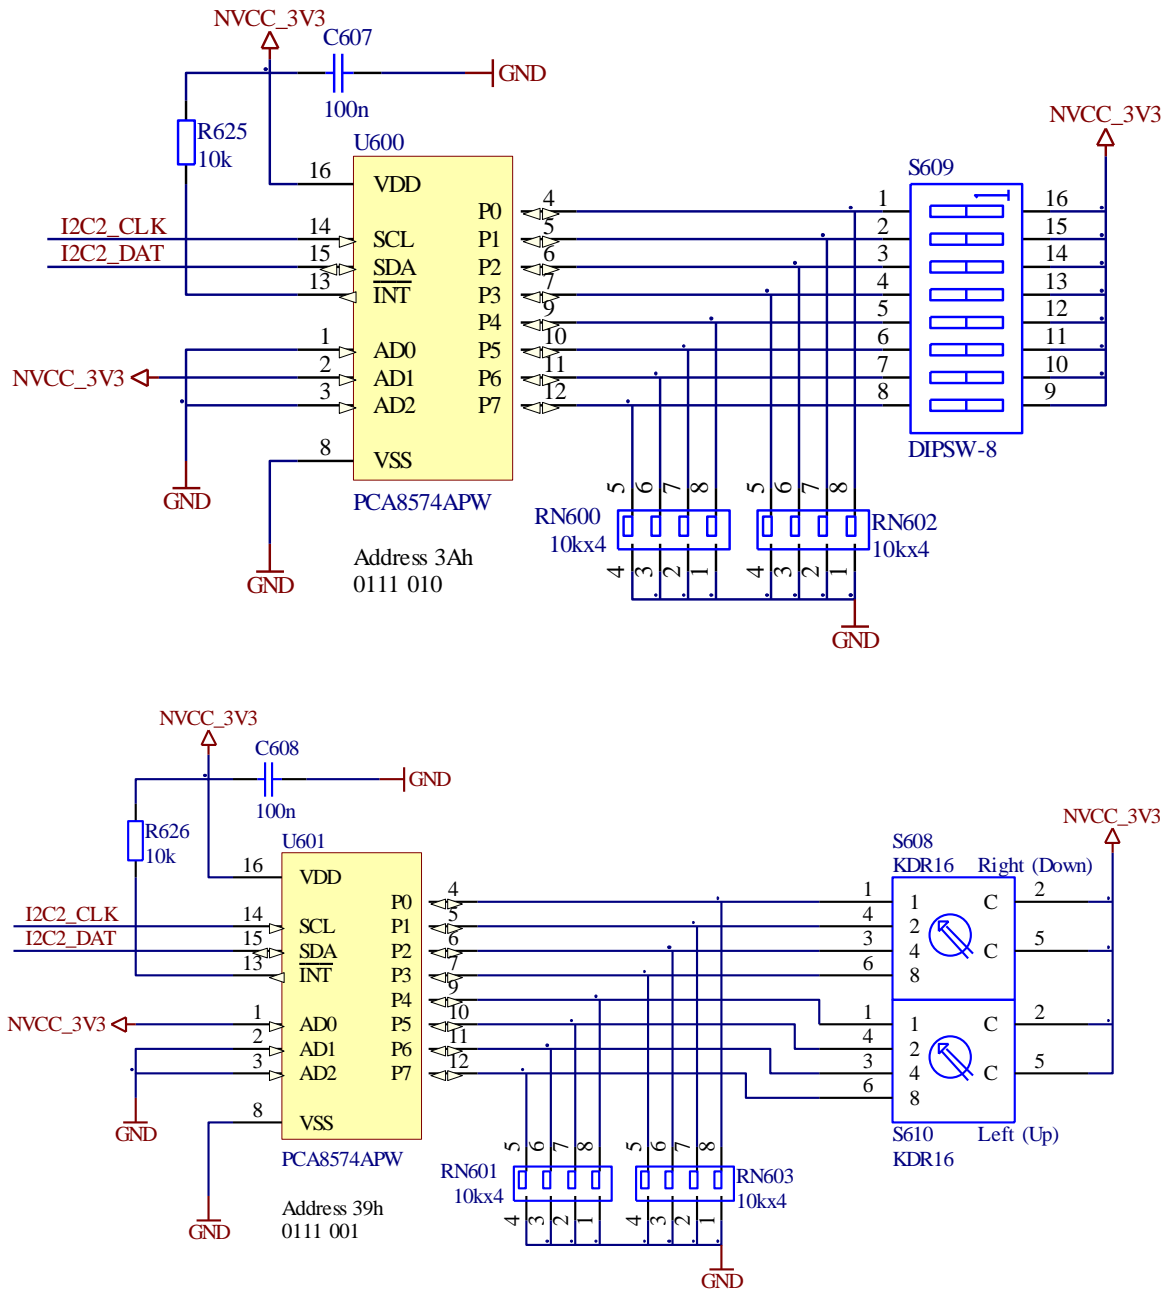 NVCC_3V3
C607
GND
100n
R625
10k
U600
NVCC_3V3
S609
16 VDD
P0 4 1 16
I2C2_CLK 14 SCL P1 5 2 15
I2C2_DAT 15 SDA P2 6 3 14
13 INT P3 7 4 13
P4 9 5 12
1 AD0 P5 10 6 11
NVCC_3V3 2 AD1 P6 11 7 10
3 AD2 P7 12 8 9
1
8 VSS
DIPSW-8
GND
PCA8574APW
5 6 7 8 5 6 7 8
RN600
10kx4
RN602
10kx4
4 3 2 1 4 3 2 1
Address 3Ah
0111 010
GND
GND
NVCC_3V3
C608
GND
100n
R626
10k
U601
NVCC_3V3
S608
KDR16 Right (Down)
16 VDD
P0 4 1 1 C 2
I2C2_CLK 14 SCL P1 5 4 2
I2C2_DAT 15 SDA P2 6 3 4 C 5
13 INT P3 7 6 8
P4 9
NVCC_3V3 1 AD0 P5 10 1 1 C 2
2 AD1 P6 11 4 2
3 AD2 P7 12 3 4 C 5
6 8
8 VSS
GND
S610 Left (Up)
KDR16
PCA8574APW
5 6 7 8 5 6 7 8
RN601
10kx4
RN603
10kx4
4 3 2 1 4 3 2 1
Address 39h
0111 001
GND
GND